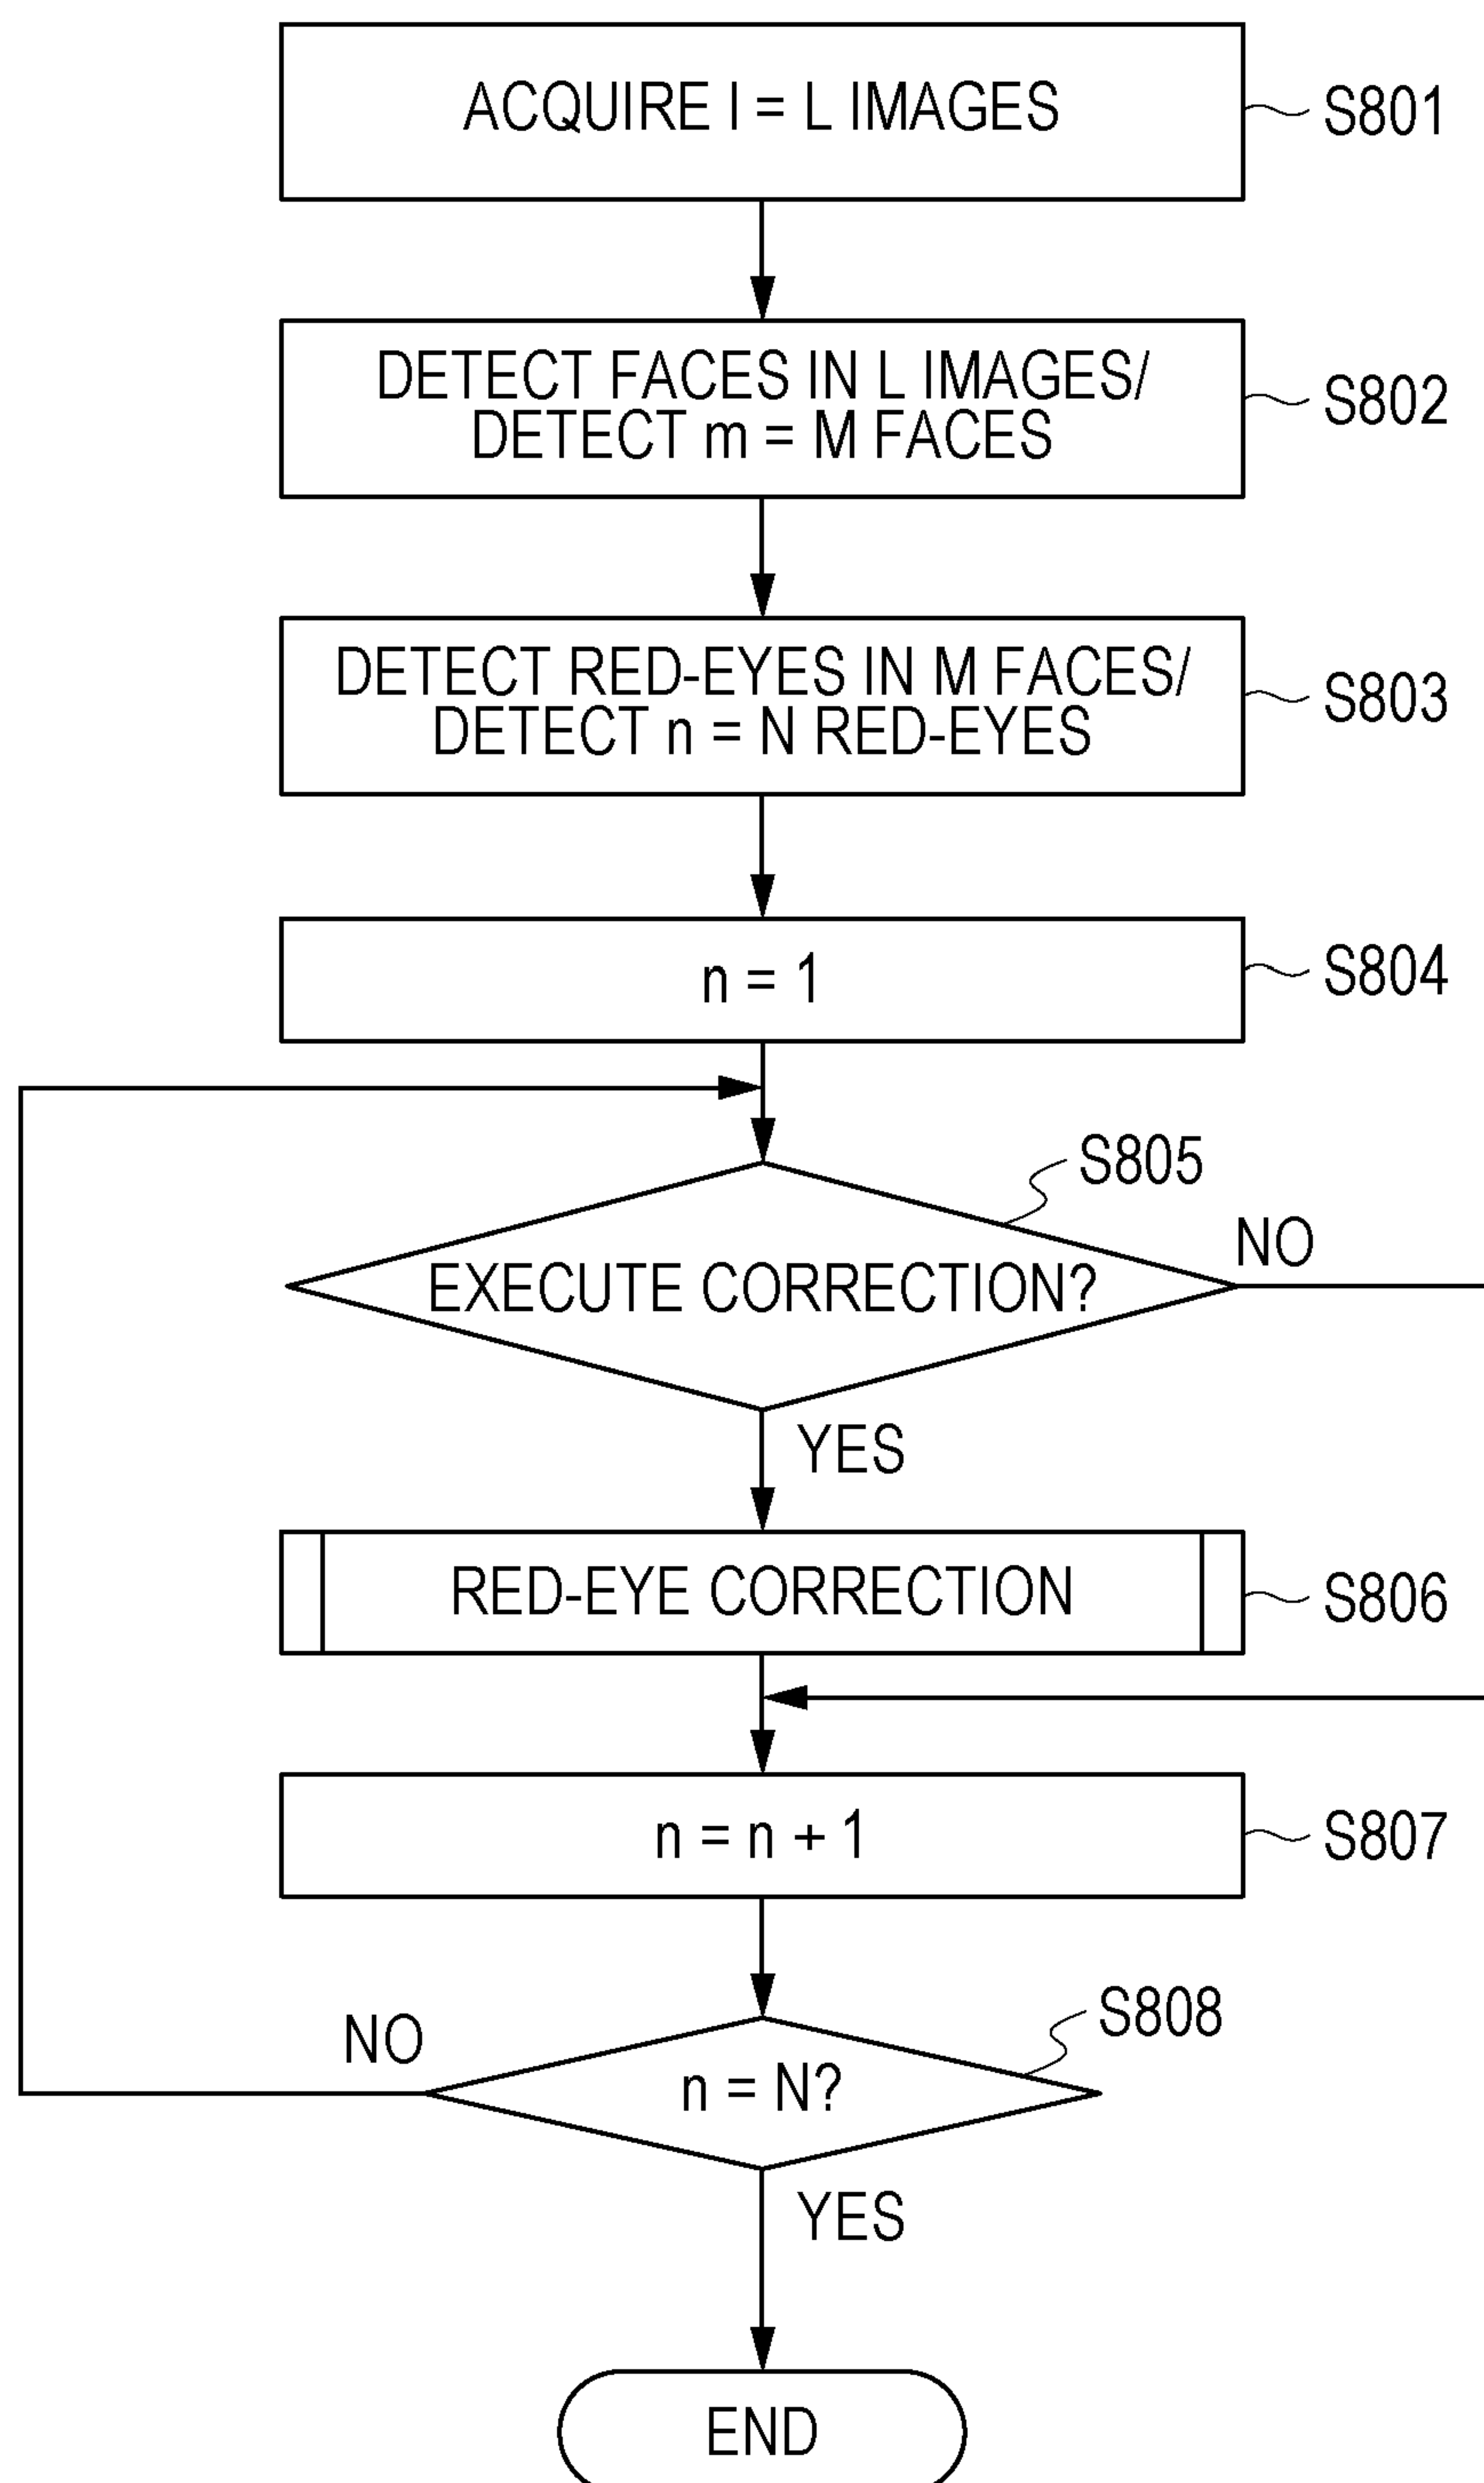 ACQUIRE l = L IMAGES
S801
DETECT FACES IN L IMAGES/
DETECT m = M FACES
S802
DETECT RED-EYES IN M FACES/
DETECT n = N RED-EYES
S803
n = 1
S804
S805
EXECUTE CORRECTION?
NO
YES
RED-EYE CORRECTION
S806
n = n + 1
S807
S808
NO
n = N?
YES
END